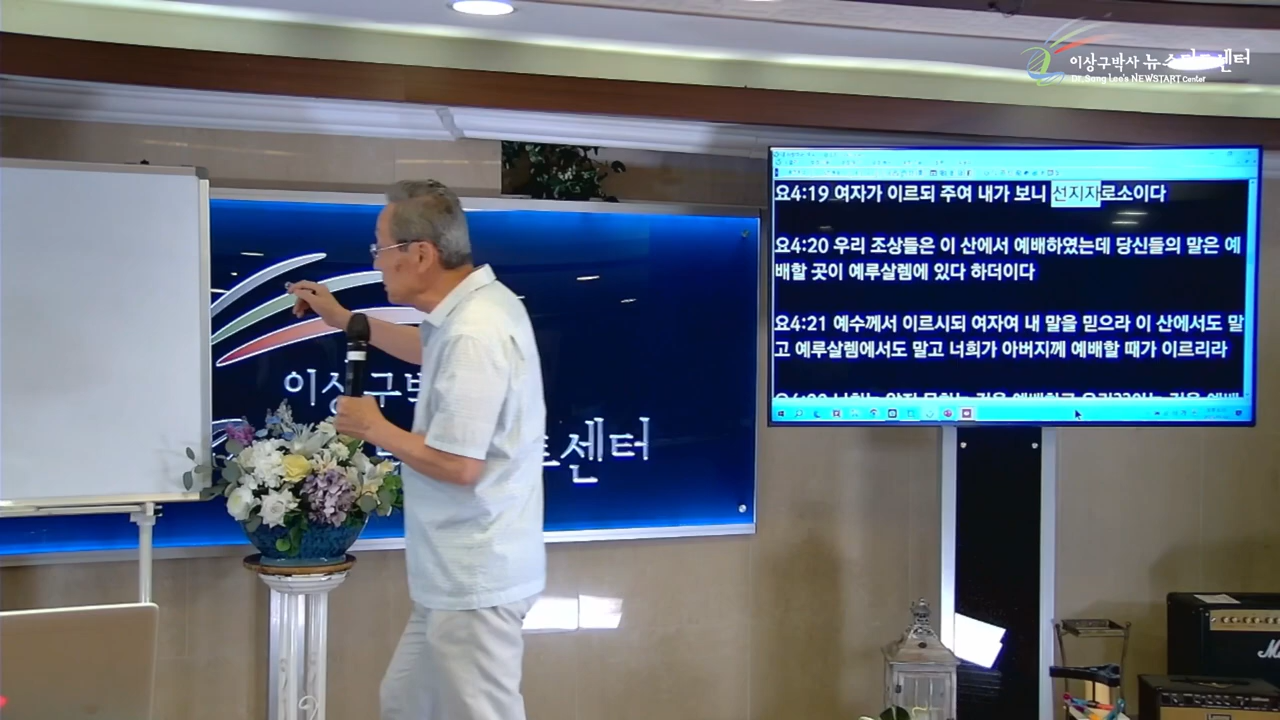 이상구박사 뉴스타트센터
Dr. Sang Lee's NEWSTART Center
요4:19 여자가 이르되 주여 내가 보니 선지자로소이다
요4:20 우리 조상들은 이 산에서 예배하였는데 당신들의 말은 예
배할 곳이 예루살렘에 있다 하더이다
요4:21 예수께서 이르시되 여자여 내 말을 믿으라 이 산에서도 말
고 예루살렘에서도 말고 너희가 아버지께 예배할 때가 이르리라
이상구박
트센터